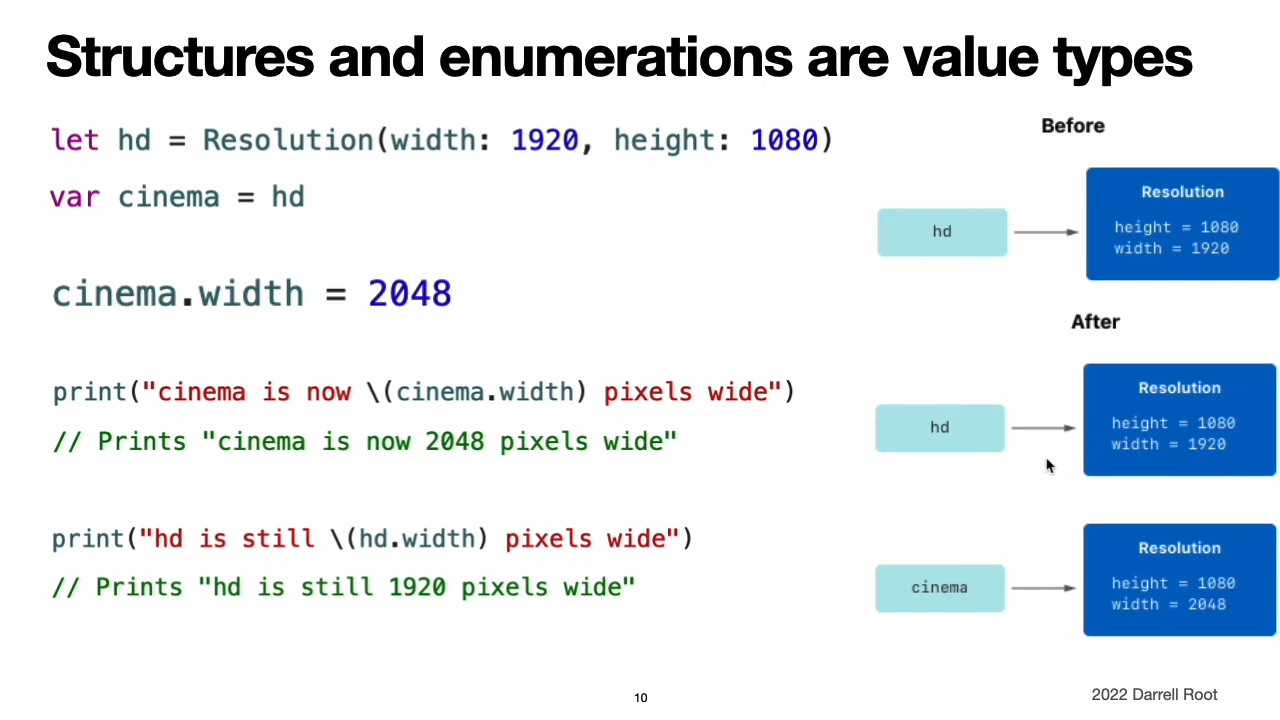 Structures and enumerations are value types
let hd = Resolution(width: 1920, height: 1080)
var cinema = hd
cinema.width = 2048
print("cinema is now \(cinema.width) pixels wide")
// Prints "cinema is now 2048 pixels wide"
print("hd is still \(hd.width) pixels wide")
// Prints "hd is still 1920 pixels wide"
Before
hd
Resolution
height = 1080
width = 1920
After
hd
Resolution
height = 1080
width = 1920
cinema
Resolution
height = 1080
width = 2048
10
2022 Darrell Root